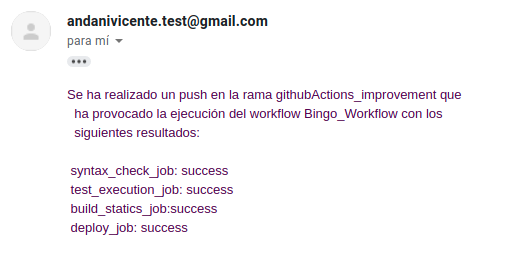 andanivicente.test@gmail.com
para mí
Se ha realizado un push en la rama githubActions_improvement que
ha provocado la ejecución del workflow Bingo_Workflow con los
siguientes resultados:
syntax_check_job: success
test_execution_job: success
build_statics_job:success
deploy_job: success